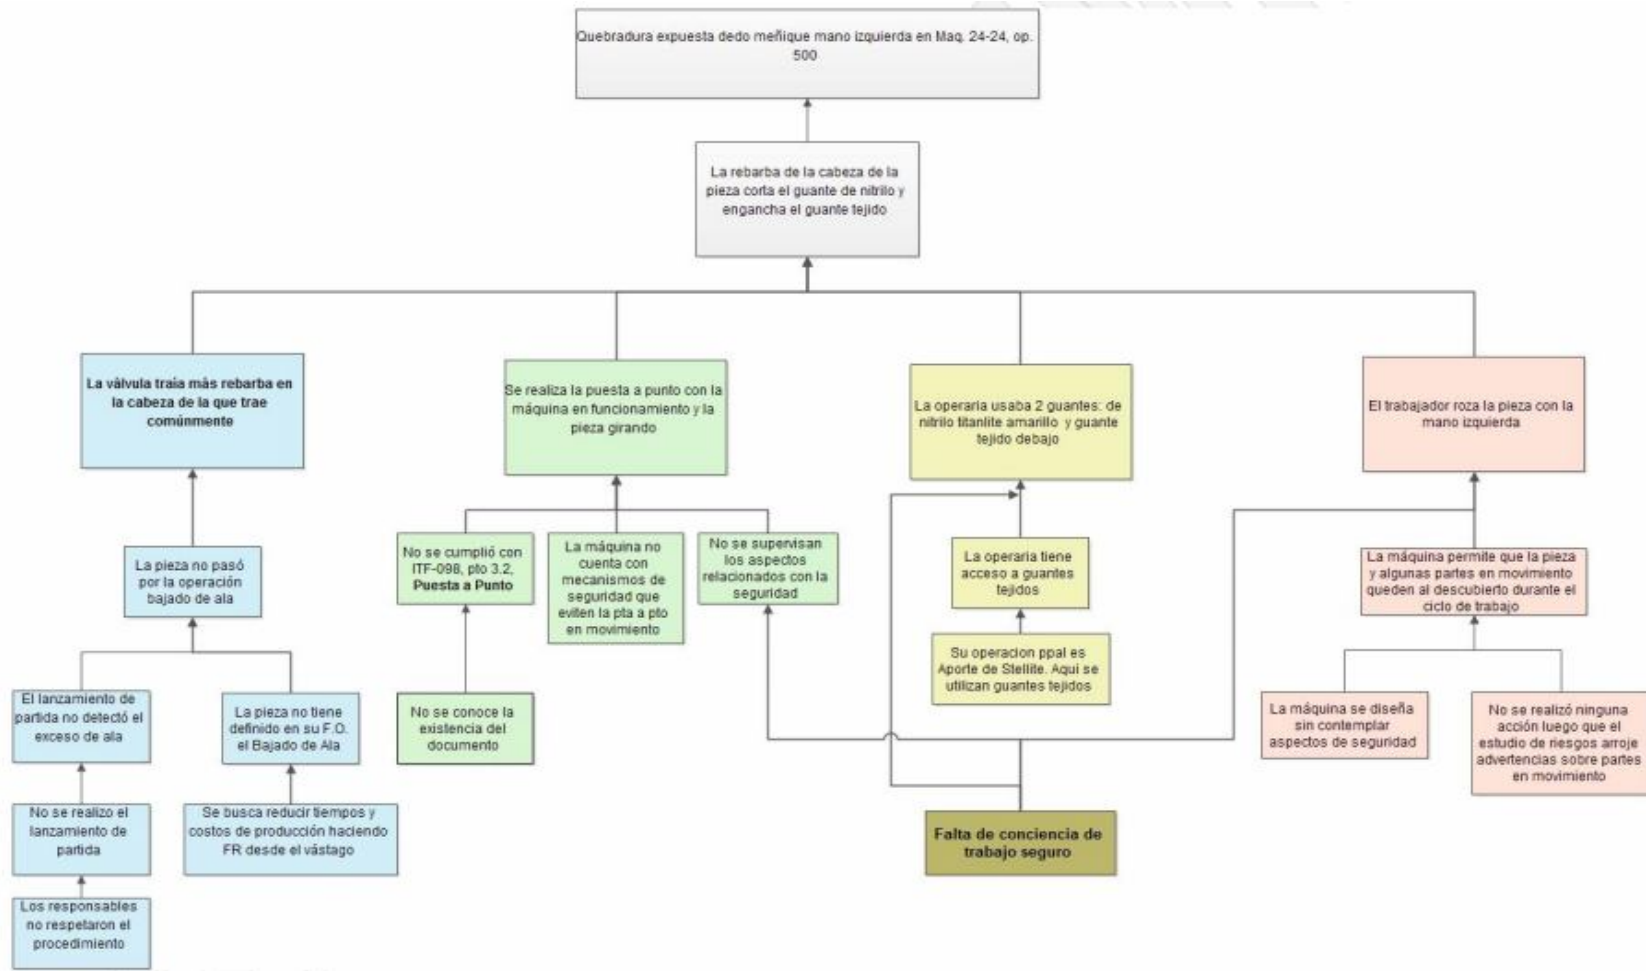 Quebradura expuesta dedo meñique mano izquierda en Maq. 24-24, op.
500
La rebarba de la cabeza de la
pieza corta el guante de nitrilo y
engancha el guante tejido
La válvula traía más rebarba en
la cabeza de la que trae
comúnmente
Se realiza la puesta a punto con la
máquina en funcionamiento y la
pieza girando
La operaria usaba 2 guantes: de
nitrilo titanlite amarillo y guante
tejido debajo
El trabajador roza la pieza con la
mano izquierda
La pieza no pasó
por la operación
bajado de ala
No se cumplió con
ITF-098, pto 3.2,
Puesta a Punto
La máquina no
cuenta con
mecanismos de
seguridad que
eviten la pta a pto
en movimiento
No se supervisan
los aspectos
relacionados con la
seguridad
La operaria tiene
acceso a guantes
tejidos
La máquina permite que la pieza
y algunas partes en movimiento
queden al descubierto durante el
ciclo de trabajo
Su operacion ppal es
Aporte de Stellite. Aquí se
utilizan guantes tejidos
El lanzamiento de
partida no detectó el
exceso de ala
La pieza no tiene
definido en su F.O.
el Bajado de Ala
No se conoce la
existencia del
documento
La máquina se diseña
sin contemplar
aspectos de seguridad
No se realizó ninguna
acción luego que el
estudio de riesgos arroje
advertencias sobre partes
en movimiento
No se realizo el
lanzamiento de
partida
Se busca reducir tiempos y
costos de producción haciendo
FR desde el vástago
Falta de conciencia de
trabajo seguro
Los responsables
no respetaron el
procedimiento